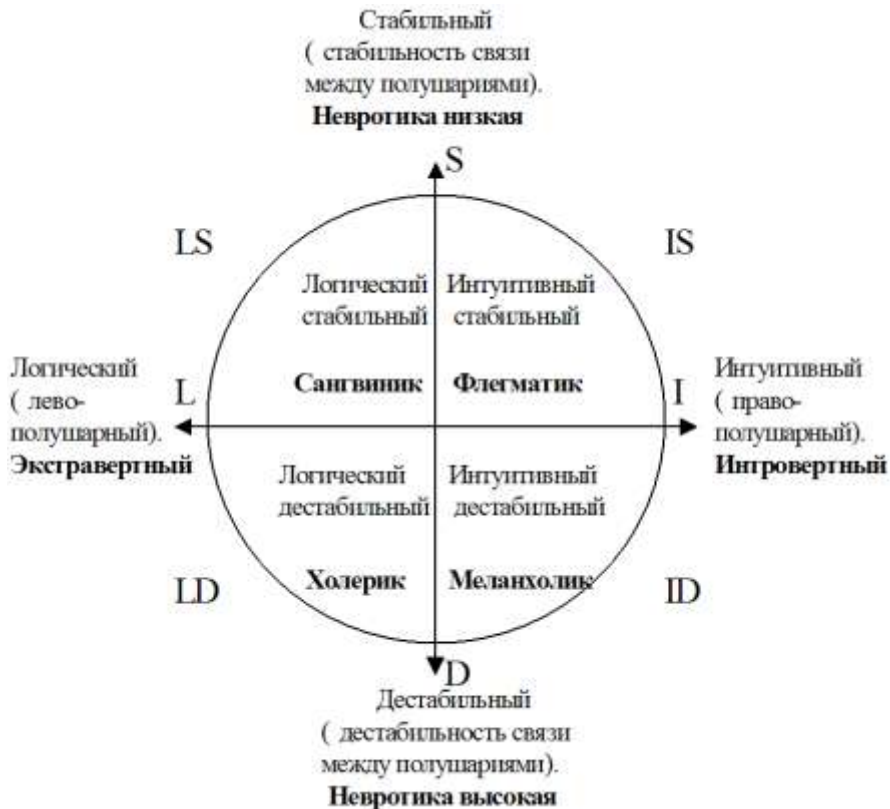 Стабильный
( стабильность связи
между полушариями).
Невротика низкая
S
LS
IS
Логический
стабильный
Интуитивный
стабильный
Логический
( лево-
полушарный).
Экстравертный
L
Сангвиник
Флегматик
I
Интуитивный
( право-
полушарный).
Интровертный
Логический
дестабильный
Интуитивный
дестабильный
LD
Холерик
Меланхолик
ID
D
Дестабильный
( дестабильность связи
между полушариями).
Невротика высокая